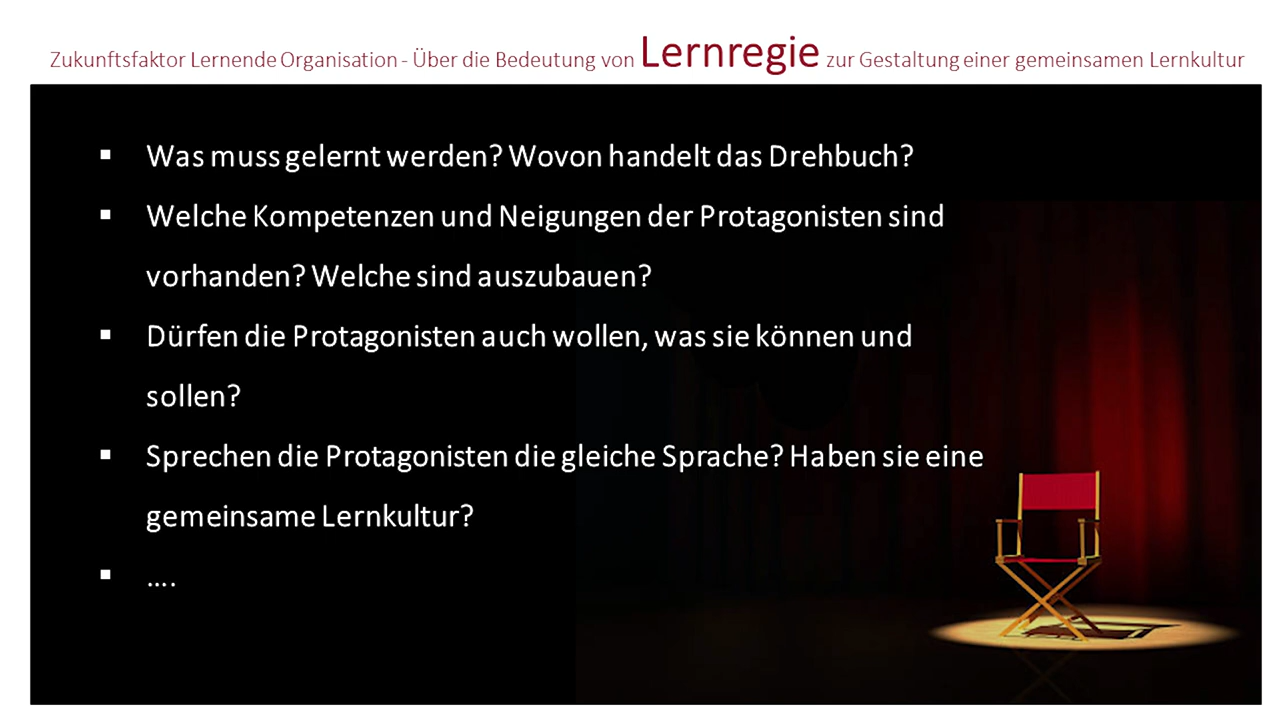 Zukunftsfaktor Lernende Organisation - Über die Bedeutung von Lernregie zur Gestaltung einer gemeinsamen Lernkultur
▪ Was muss gelernt werden? Wovon handelt das Drehbuch?
▪ Welche Kompetenzen und Neigungen der Protagonisten sind
vorhanden? Welche sind auszubauen?
▪ Dürfen die Protagonisten auch wollen, was sie können und
sollen?
▪ Sprechen die Protagonisten die gleiche Sprache? Haben sie eine
gemeinsame Lernkultur?
▪ ….